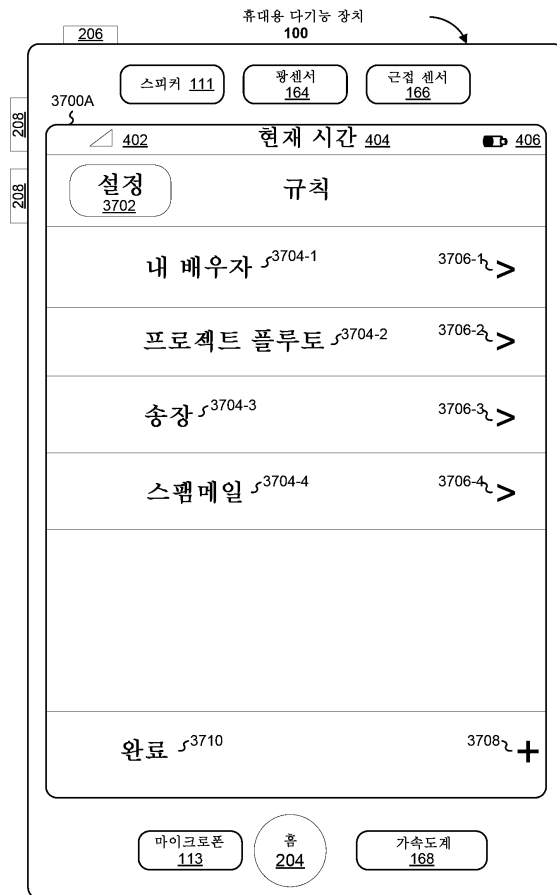 휴대용 다기능 장치
100
206
스피커 111
광센서
164
근접 센서
166
3700A
208
208
402
현재 시간 404
406
설정
3702
규칙
내 배우자 3704-1
3706-1 >
프로젝트 플루토 3704-2
3706-2 >
송장 3704-3
3706-3 >
스팸메일 3704-4
3706-4 >
완료 3710
3708 +
마이크로폰
113
홈
204
가속도계
168